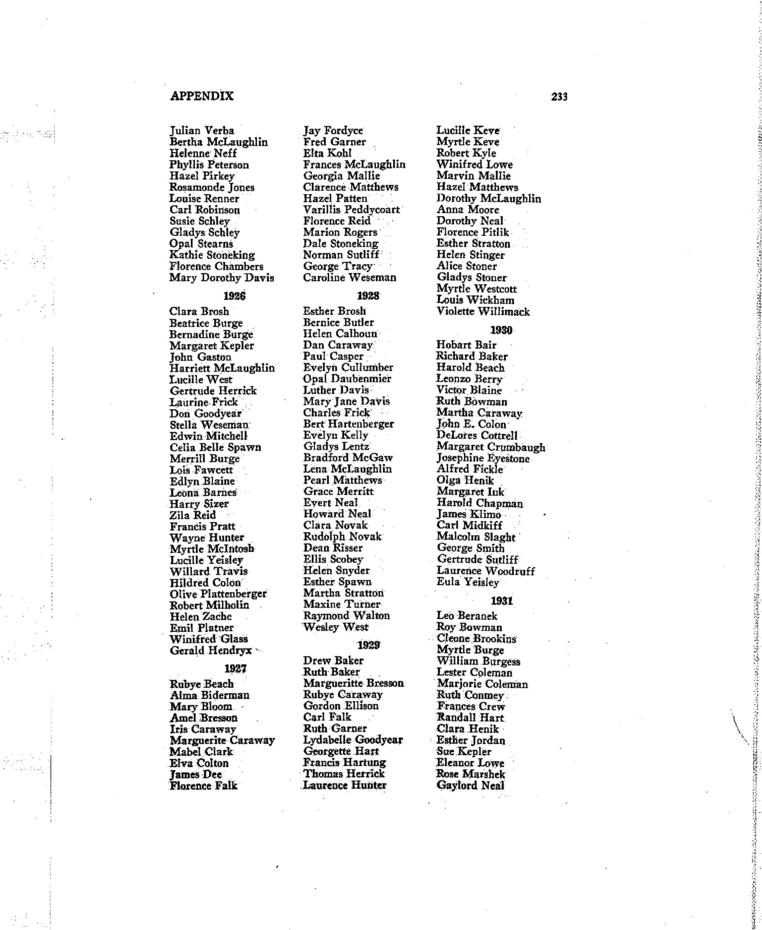 APPENDIX
233
Julian Verba
Bertha McLaughlin
Helenne Neff
Phyllis Peterson
Hazel Pirkey
Rosamonde Jones
Louise Renner
Carl Robinson
Susie Schley
Gladys Schley
Opal Stearns
Kathie Stoneking
Florence Chambers
Mary Dorothy Davis
1926
Clara Brosh
Beatrice Burge
Bernadine Burge
Margaret Kepler
John Gaston
Harriett McLaughlin
Lucille West
Gertrude Herrick
Laurine Frick
Don Goodyear
Stella Weseman
Edwin Mitchell
Celia Belle Spawn
Merrill Burge
Lois Fawcett
Edlyn Blaine
Leona Barnes
Harry Sizer
Zila Reid
Francis Pratt
Wayne Hunter
Myrtle McIntosh
Lucille Yeisley
Willard Travis
Hildred Colon
Olive Plattenberger
Robert Milholin
Helen Zache
Emil Platner
Winifred Glass
Gerald Hendryx
1927
Rubye Beach
Alma Biderman
Mary Bloom
Amel Bresson
Iris Caraway
Marguerite Caraway
Mabel Clark
Elva Colton
James Dee
Florence Falk
Jay Fordyce
Fred Garner
Elta Kohl
Frances McLaughlin
Georgia Mallie
Clarence Matthews
Hazel Patten
Varillis Peddycoart
Florence Reid
Marion Rogers
Dale Stoneking
Norman Sutliff
George Tracy
Caroline Weseman
1928
Esther Brosh
Bernice Butler
Helen Calhoun
Dan Caraway
Paul Casper
Evelyn Cullumber
Opal Daubenmier
Luther Davis
Mary Jane Davis
Charles Frick
Bert Hartenberger
Evelyn Kelly
Gladys Lentz
Bradford McGaw
Lena McLaughlin
Pearl Matthews
Grace Merritt
Evert Neal
Howard Neal
Clara Novak
Rudolph Novak
Dean Risser
Ellis Scobey
Helen Snyder
Esther Spawn
Martha Stratton
Maxine Turner
Raymond Walton
Wesley West
1929
Drew Baker
Ruth Baker
Margueritte Bresson
Rubye Caraway
Gordon Ellison
Carl Falk
Ruth Garner
Lydabelle Goodyear
Georgette Hart
Francis Hartung
Thomas Herrick
Laurence Hunter
Lucille Keve
Myrtle Keve
Robert Kyle
Winifred Lowe
Marvin Mallie
Hazel Matthews
Dorothy McLaughlin
Anna Moore
Dorothy Neal
Florence Pitlik
Esther Stratton
Helen Stinger
Alice Stoner
Gladys Stoner
Myrtle Westcott
Louis Wickham
Violette Willimack
1930
Hobart Bair
Richard Baker
Harold Beach
Leonzo Berry
Victor Blaine
Ruth Bowman
Martha Caraway
John E. Colon
DeLores Cottrell
Margaret Crumbaugh
Josephine Eyestone
Alfred Fickle
Olga Henik
Margaret Ink
Harold Chapman
James Klimo
Carl Midkiff
Malcolm Slaght
George Smith
Gertrude Sutliff
Laurence Woodruff
Eula Yeisley
1931
Leo Beranek
Roy Bowman
Cleone Brookins
Myrtle Burge
William Burgess
Lester Coleman
Marjorie Coleman
Ruth Conmey
Frances Crew
Randall Hart
Clara Henik
Esther Jordan
Sue Kepler
Eleanor Lowe
Rose Marshek
Gaylord Neal